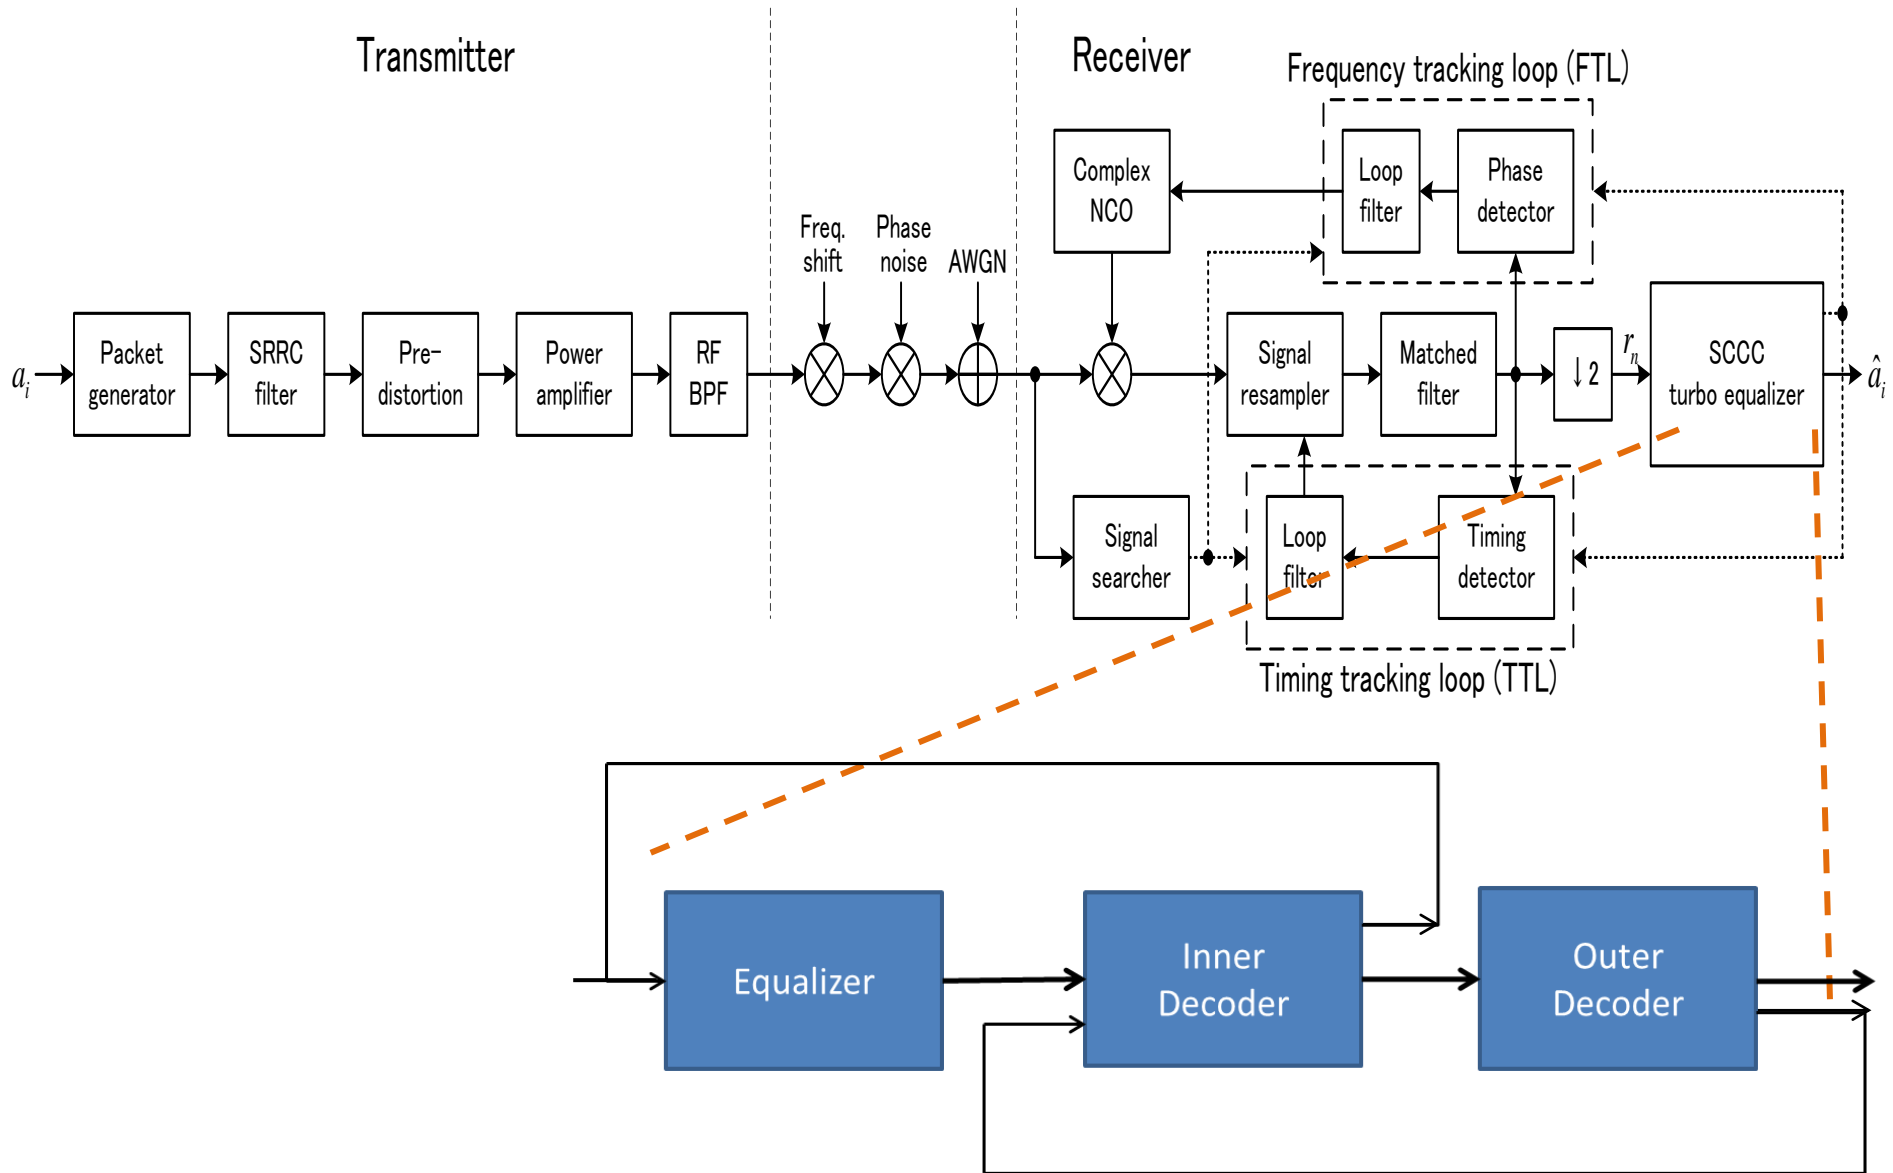 Transmitter
Receiver
Frequency tracking loop (FTL)
Complex
NCO
Loop
filter
Phase
detector
Freq.
shift
Phase
noise
AWGN
a_i
Packet
generator
SRRC
filter
Pre-
distortion
Power
amplifier
RF
BPF
Signal
resampler
Matched
filter
↓2
r_n
SCCC
turbo equalizer
â_i
Signal
searcher
Loop
filter
Timing
detector
Timing tracking loop (TTL)
Equalizer
Inner
Decoder
Outer
Decoder